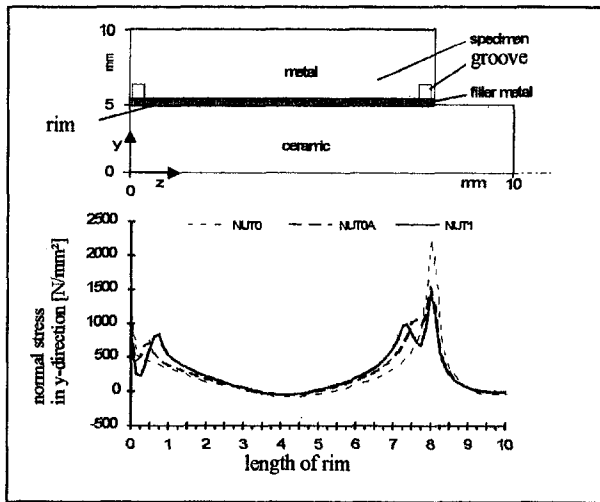 10
mm
specimen
metal
groove
5
filler metal
rim
y
ceramic
0
z
mm
0
10
2500
NUT0
NUT0A
NUT1
2000
1500
1000
500
0
-500
normal stress
in y-direction [N/mm²]
0 1 2 3 4 5 6 7 8 9 10
length of rim